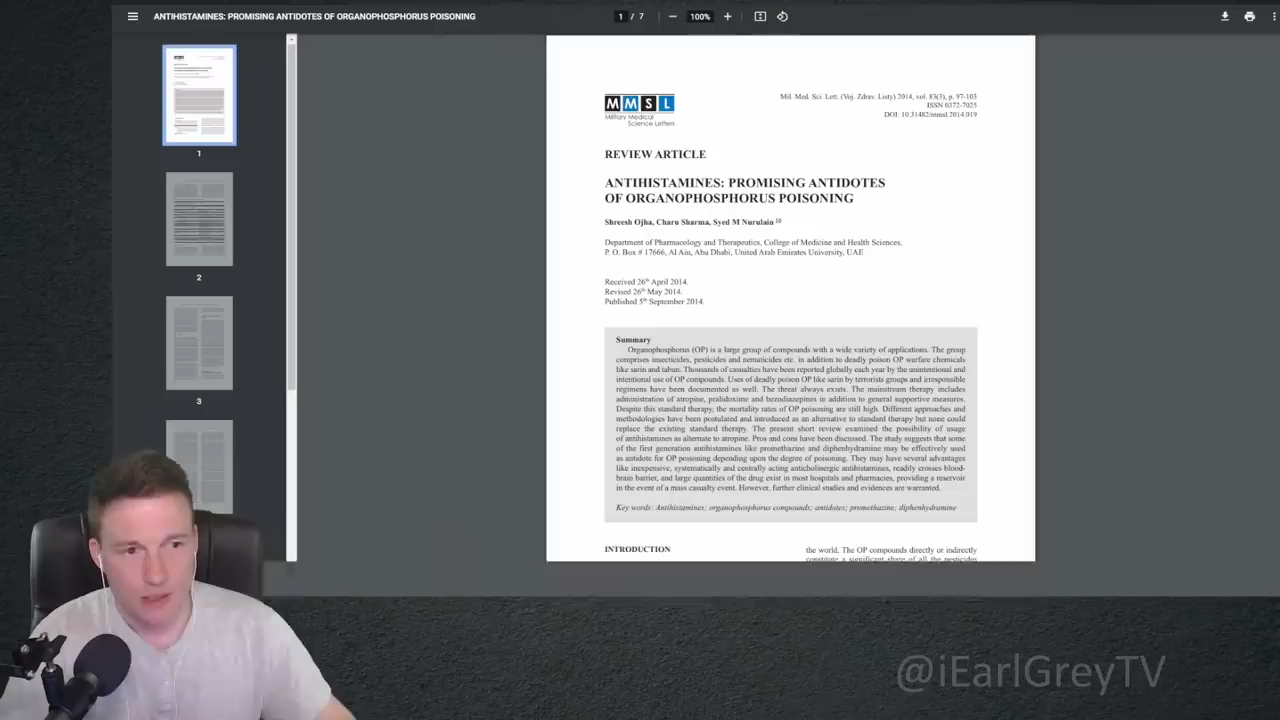 ANTIHISTAMINES: PROMISING ANTIDOTES OF ORGANOPHOSPHORUS POISONING
1 / 7
100%
1
2
3
MMSL
Military Medical
Science Letters
Mil. Med. Sci. Lett. (Voj. Zdrav. Listy) 2014, vol. 83(3), p. 97-103
ISSN 0372-7025
DOI: 10.31482/mmsl.2014.019
REVIEW ARTICLE
ANTIHISTAMINES: PROMISING ANTIDOTES
OF ORGANOPHOSPHORUS POISONING
Shreesh Ojha, Charu Sharma, Syed M Nurulain
Department of Pharmacology and Therapeutics, College of Medicine and Health Sciences,
P. O. Box # 17666, Al Ain, Abu Dhabi, United Arab Emirates University, UAE
Received 26th April 2014.
Revised 26th May 2014.
Published 5th September 2014.
Summary
Organophosphorus (OP) is a large group of compounds with a wide variety of applications. The group
comprises insecticides, pesticides and nematicides etc. in addition to deadly poison OP warfare chemicals
like sarin and tabun. Thousands of casualties have been reported globally each year by the unintentional and
intentional use of OP compounds. Uses of deadly poison OP like sarin by terrorists groups and irresponsible
regimens have been documented as well. The threat always exists. The mainstream therapy includes
administration of atropine, pralidoxime and bezodiazepines in addition to general supportive measures.
Despite this standard therapy, the mortality rates of OP poisoning are still high. Different approaches and
methodologies have been postulated and introduced as an alternative to standard therapy but none could
replace the existing standard therapy. The present short review examined the possibility of usage
of antihistamines as alternate to atropine. Pros and cons have been discussed. The study suggests that some
of the first generation antihistamines like promethazine and diphenhydramine may be effectively used
as antidote for OP poisoning depending upon the degree of poisoning. They may have several advantages
like inexpensive, systematically and centrally acting anticholinergic antihistamines, readily crosses blood-
brain barrier, and large quantities of the drug exist in most hospitals and pharmacies, providing a reservoir
in the event of a mass casualty event. However, further clinical studies and evidences are warranted.
Key words: Antihistamines; organophosphorus compounds; antidotes; promethazine; diphenhydramine
INTRODUCTION
the world. The OP compounds directly or indirectly
constitute a significant share of all the pesticides
@iEarlGreyTV